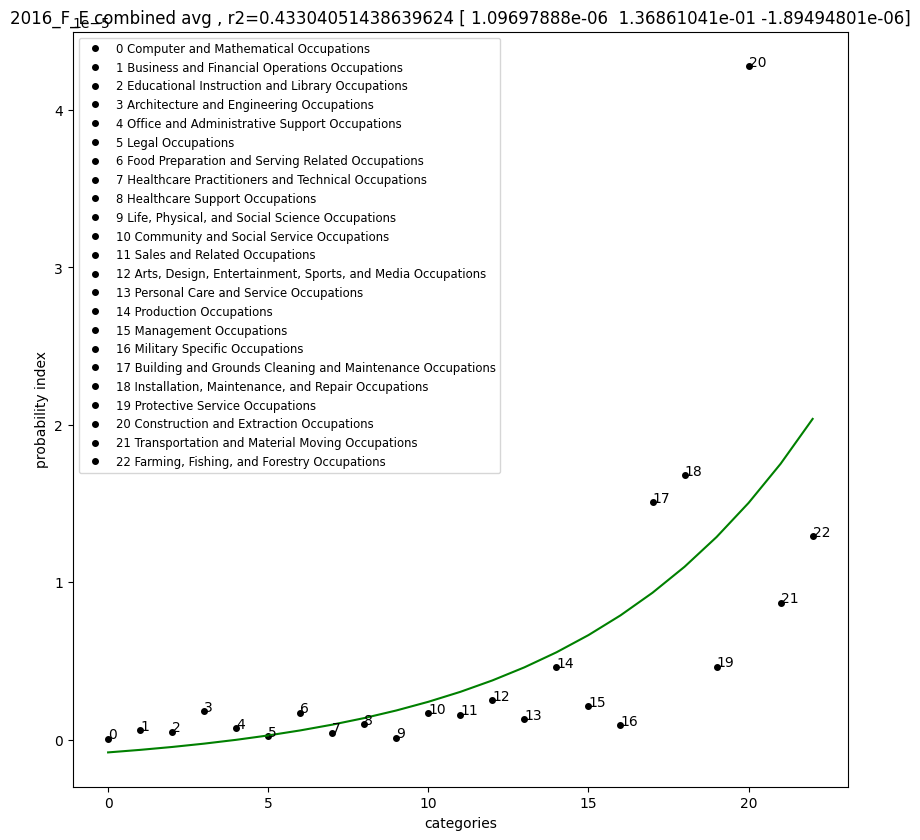 2016_F-E combined avg , r2=0.43304051438639624 [ 1.09697888e-06 1.36861041e-01 -1.89494801e-06]
1e-5
0 Computer and Mathematical Occupations
1 Business and Financial Operations Occupations
2 Educational Instruction and Library Occupations
3 Architecture and Engineering Occupations
4 Office and Administrative Support Occupations
5 Legal Occupations
6 Food Preparation and Serving Related Occupations
7 Healthcare Practitioners and Technical Occupations
8 Healthcare Support Occupations
9 Life, Physical, and Social Science Occupations
10 Community and Social Service Occupations
11 Sales and Related Occupations
12 Arts, Design, Entertainment, Sports, and Media Occupations
13 Personal Care and Service Occupations
14 Production Occupations
15 Management Occupations
16 Military Specific Occupations
17 Building and Grounds Cleaning and Maintenance Occupations
18 Installation, Maintenance, and Repair Occupations
19 Protective Service Occupations
20 Construction and Extraction Occupations
21 Transportation and Material Moving Occupations
22 Farming, Fishing, and Forestry Occupations
probability index
4
3
2
1
0
0
1
2
3
4
5
6
7
8
9
10
11
12
13
14
15
16
17
18
19
20
21
22
0 5 10 15 20
categories